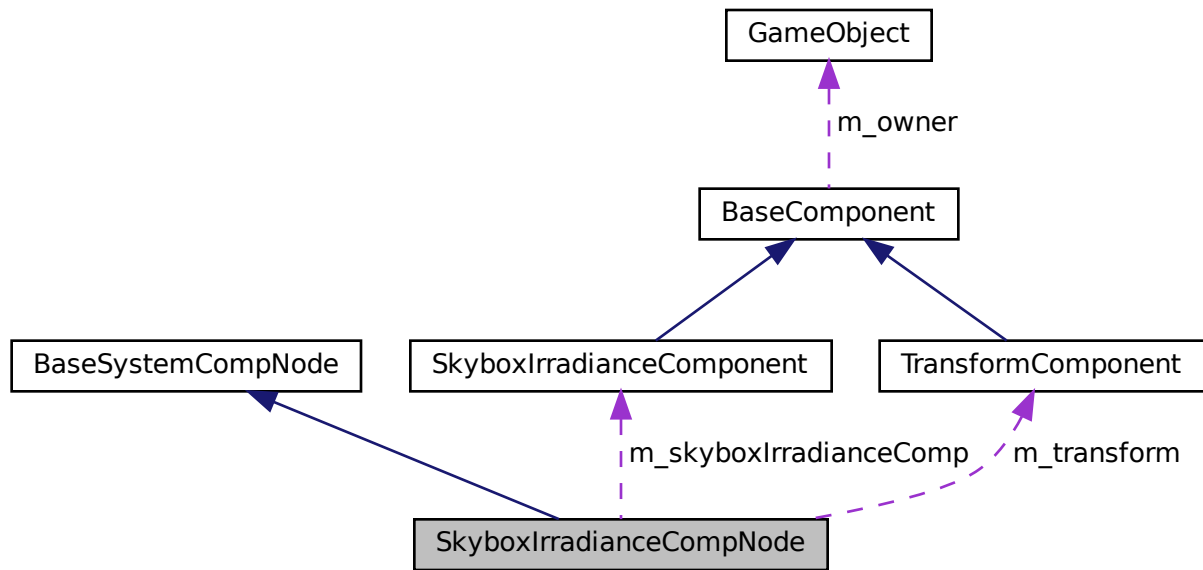 GameObject
m_owner
BaseComponent
BaseSystemCompNode
SkyboxIrradianceComponent
TransformComponent
m_skyboxIrradianceComp
m_transform
SkyboxIrradianceCompNode